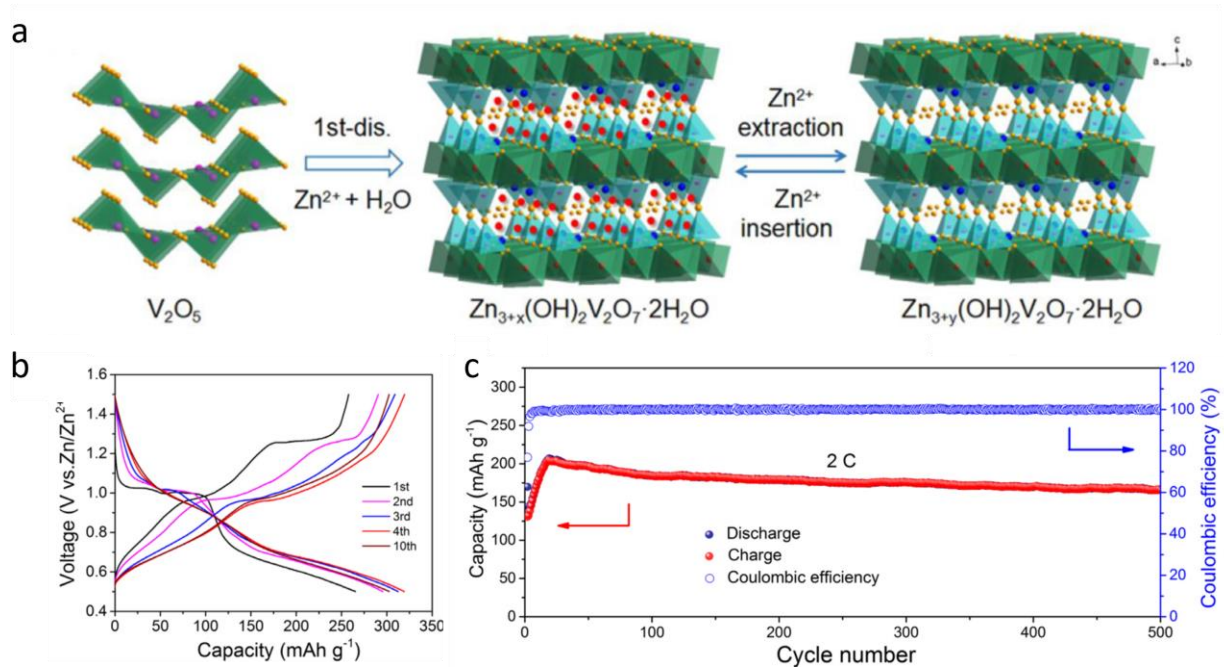 a
1st-dis.
Zn²⁺ + H₂O
Zn²⁺
extraction
Zn²⁺
insertion
c
a
b
V₂O₅
Zn₃₊ₓ(OH)₂V₂O₇·2H₂O
Zn₃₊ᵧ(OH)₂V₂O₇·2H₂O
b
Voltage (V vs.Zn/Zn²⁺
1.6
1.4
1.2
1.0
0.8
0.6
0.4
1st
2nd
3rd
4th
10th
0 50 100 150 200 250 300 350
Capacity (mAh g⁻¹)
c
Capacity (mAh g⁻¹)
300
250
200
150
100
50
0
2 C
Discharge
Charge
Coulombic efficiency
120
100
80
60
40
20
0
Coulombic efficiency (%)
0 100 200 300 400 500
Cycle number